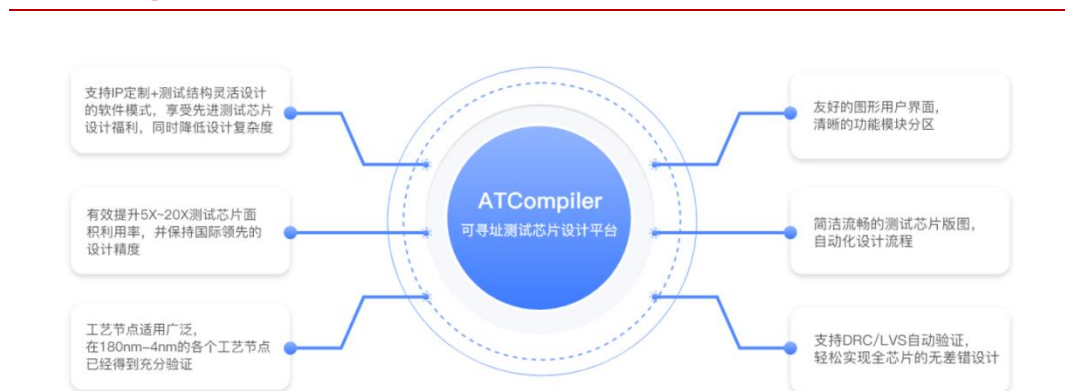 支持IP定制+测试结构灵活设计
的软件模式，享受先进测试芯片
设计福利，同时降低设计复杂度
有效提升5X~20X测试芯片面
积利用率，并保持国际领先的
设计精度
工艺节点适用广泛，
在180nm-4nm的各个工艺节点
已经得到充分验证
ATCompiler
可寻址测试芯片设计平台
友好的图形用户界面，
清晰的功能模块分区
简洁流畅的测试芯片版图，
自动化设计流程
支持DRC/LVS自动验证，
轻松实现全芯片的无差错设计